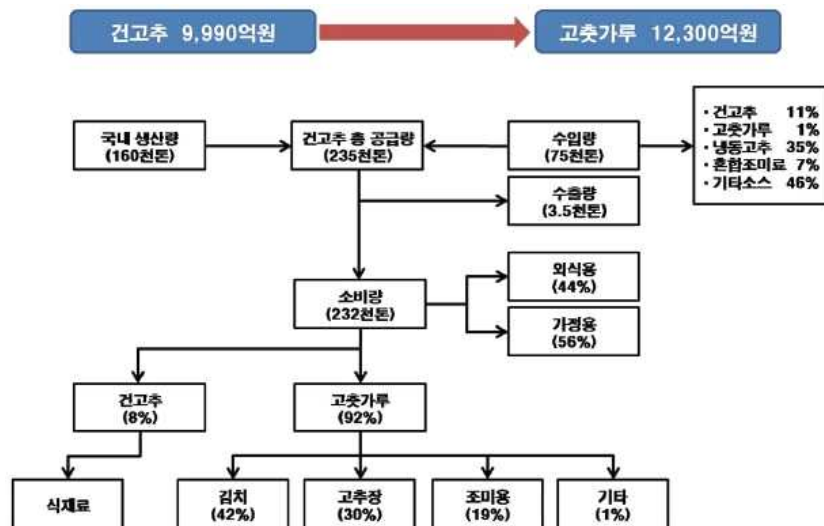 건고추 9,990억원
고춧가루 12,300억원
국내 생산량
(160천톤)
건고추 총 공급량
(235천톤)
수입량
(75천톤)
· 건고추 11%
· 고춧가루 1%
· 냉동고추 35%
· 혼합조미료 7%
· 기타소스 46%
수출량
(3.5천톤)
소비량
(232천톤)
외식용
(44%)
가정용
(56%)
건고추
(8%)
고춧가루
(92%)
식재료
김치
(42%)
고추장
(30%)
조미용
(19%)
기타
(1%)